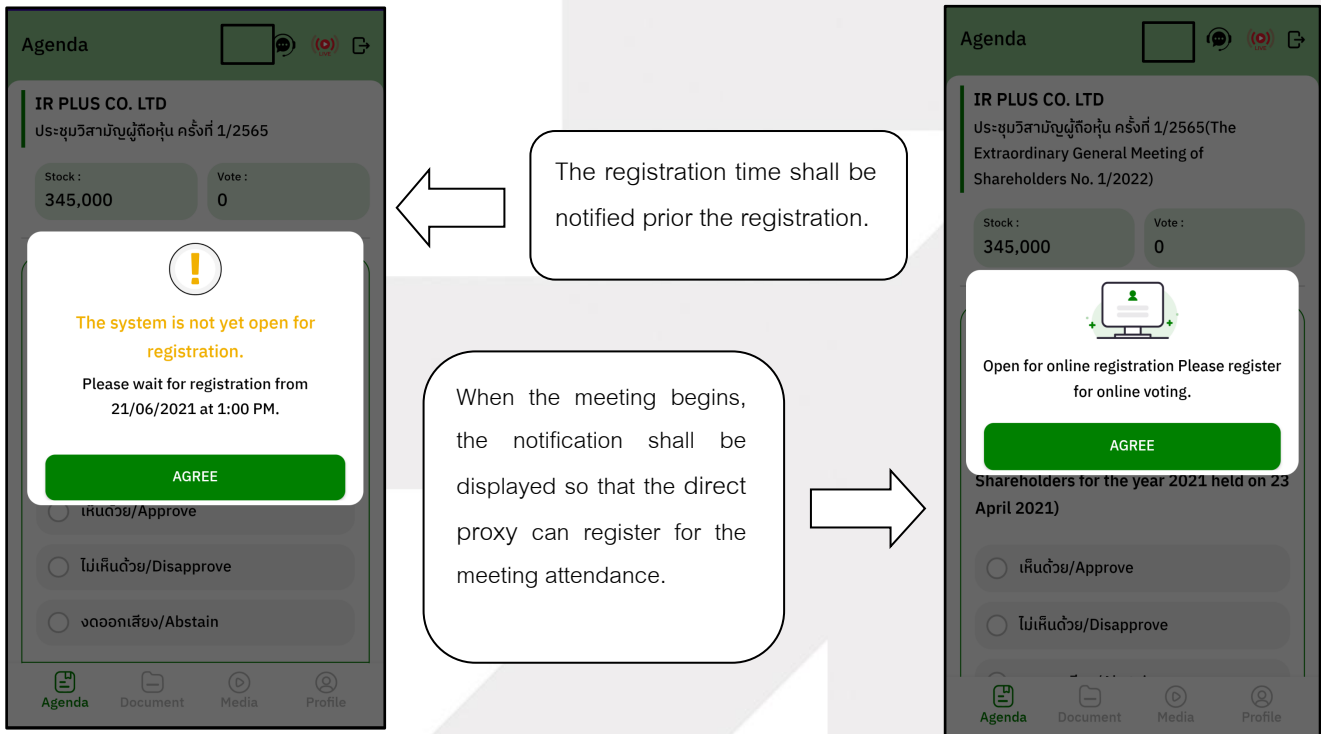 Agenda
LIVE
IR PLUS CO. LTD
ประชุมวิสามัญผู้ถือหุ้น ครั้งที่ 1/2565
Stock :
345,000
Vote :
0
The system is not yet open for
registration.
Please wait for registration from
21/06/2021 at 1:00 PM.
AGREE
เห็นด้วย/Approve
ไม่เห็นด้วย/Disapprove
งดออกเสียง/Abstain
Agenda
Document
Media
Profile
The registration time shall be
notified prior the registration.
When the meeting begins,
the notification shall be
displayed so that the direct
proxy can register for the
meeting attendance.
Agenda
LIVE
IR PLUS CO. LTD
ประชุมวิสามัญผู้ถือหุ้น ครั้งที่ 1/2565(The
Extraordinary General Meeting of
Shareholders No. 1/2022)
Stock :
345,000
Vote :
0
Open for online registration Please register
for online voting.
AGREE
Shareholders for the year 2021 held on 23
April 2021)
เห็นด้วย/Approve
ไม่เห็นด้วย/Disapprove
Agenda
Document
Media
Profile